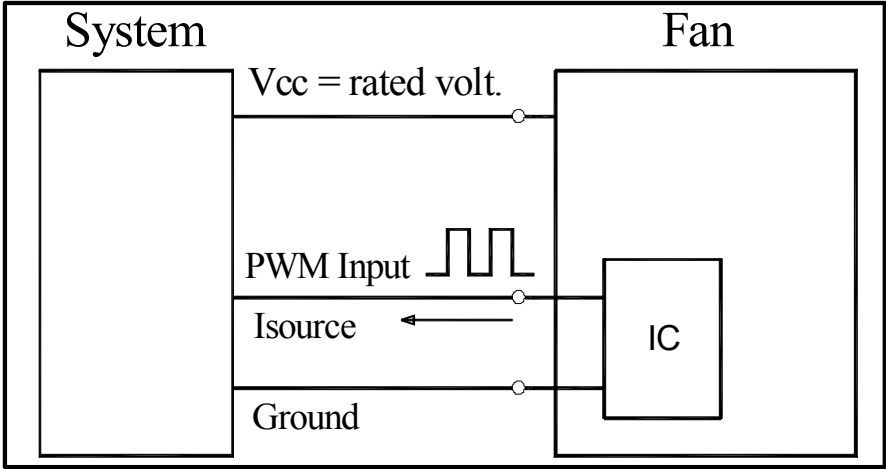 System
Fan
Vcc = rated volt.
PWM Input
Isource
IC
Ground